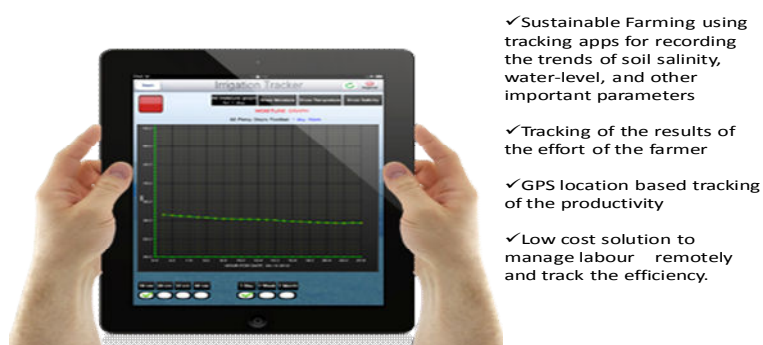 Irrigation Tracker
✓Sustainable Farming using
tracking apps for recording
the trends of soil salinity,
water-level, and other
important parameters
✓Tracking of the results of
the effort of the farmer
✓GPS location based tracking
of the productivity
✓Low cost solution to
manage labour remotely
and track the efficiency.